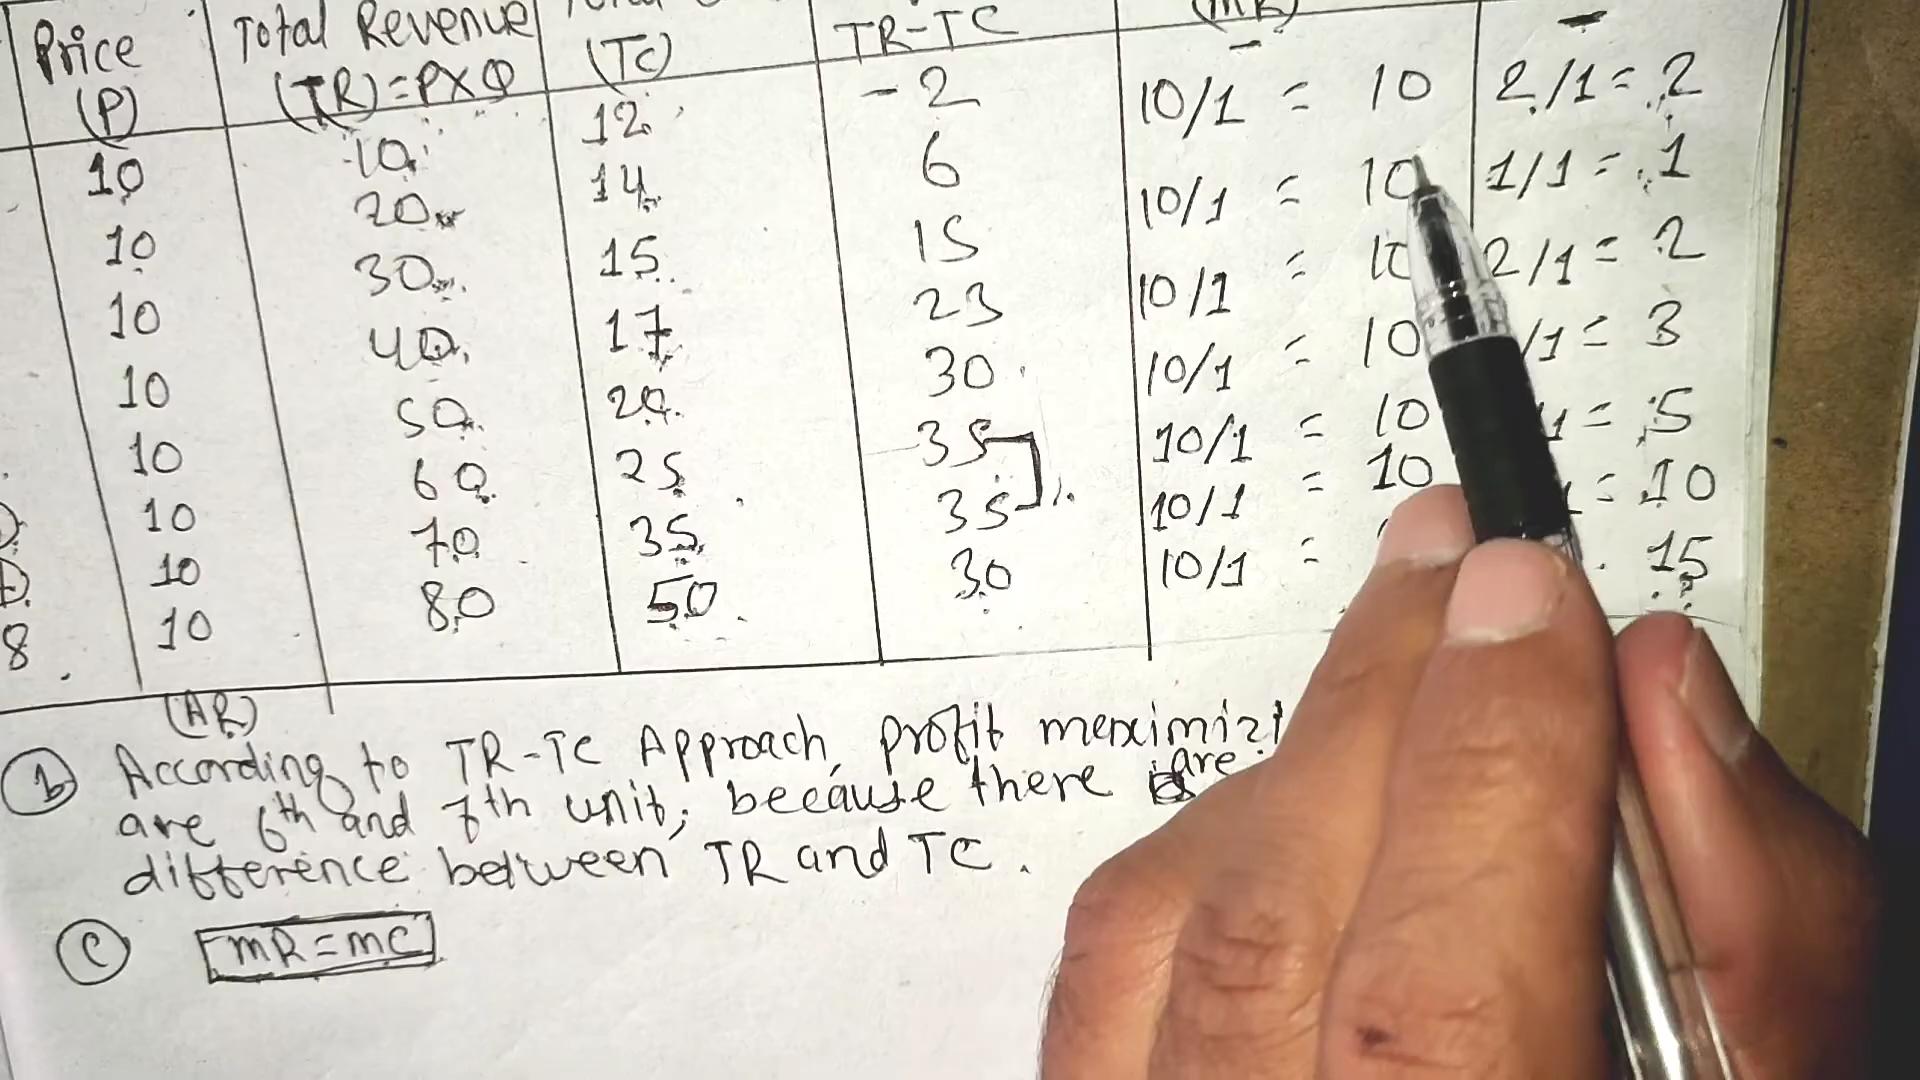 Price Total Revenue
(P) (TR)=PXQ (TC) TR-TC (MR)
- -
12 -2 10/1 = 10 2/1 = 2
10 10 14 6 10/1 = 10 1/1 = 1
10 20 15 15 10/1 = 10 2/1 = 2
10 30 17 23 10/1 = 10 /1 = 3
10 40 20 30 10/1 = 10 = 5
10 50 25 35 10/1 = 10 = 10
10 60 35 35 10/1 = 15
10 70 50 30
8 10 80
(AR)
b According to TR-TC Approach, profit
are 6th and 7th unit, because there are
difference between TR and TC.
c MR=MC